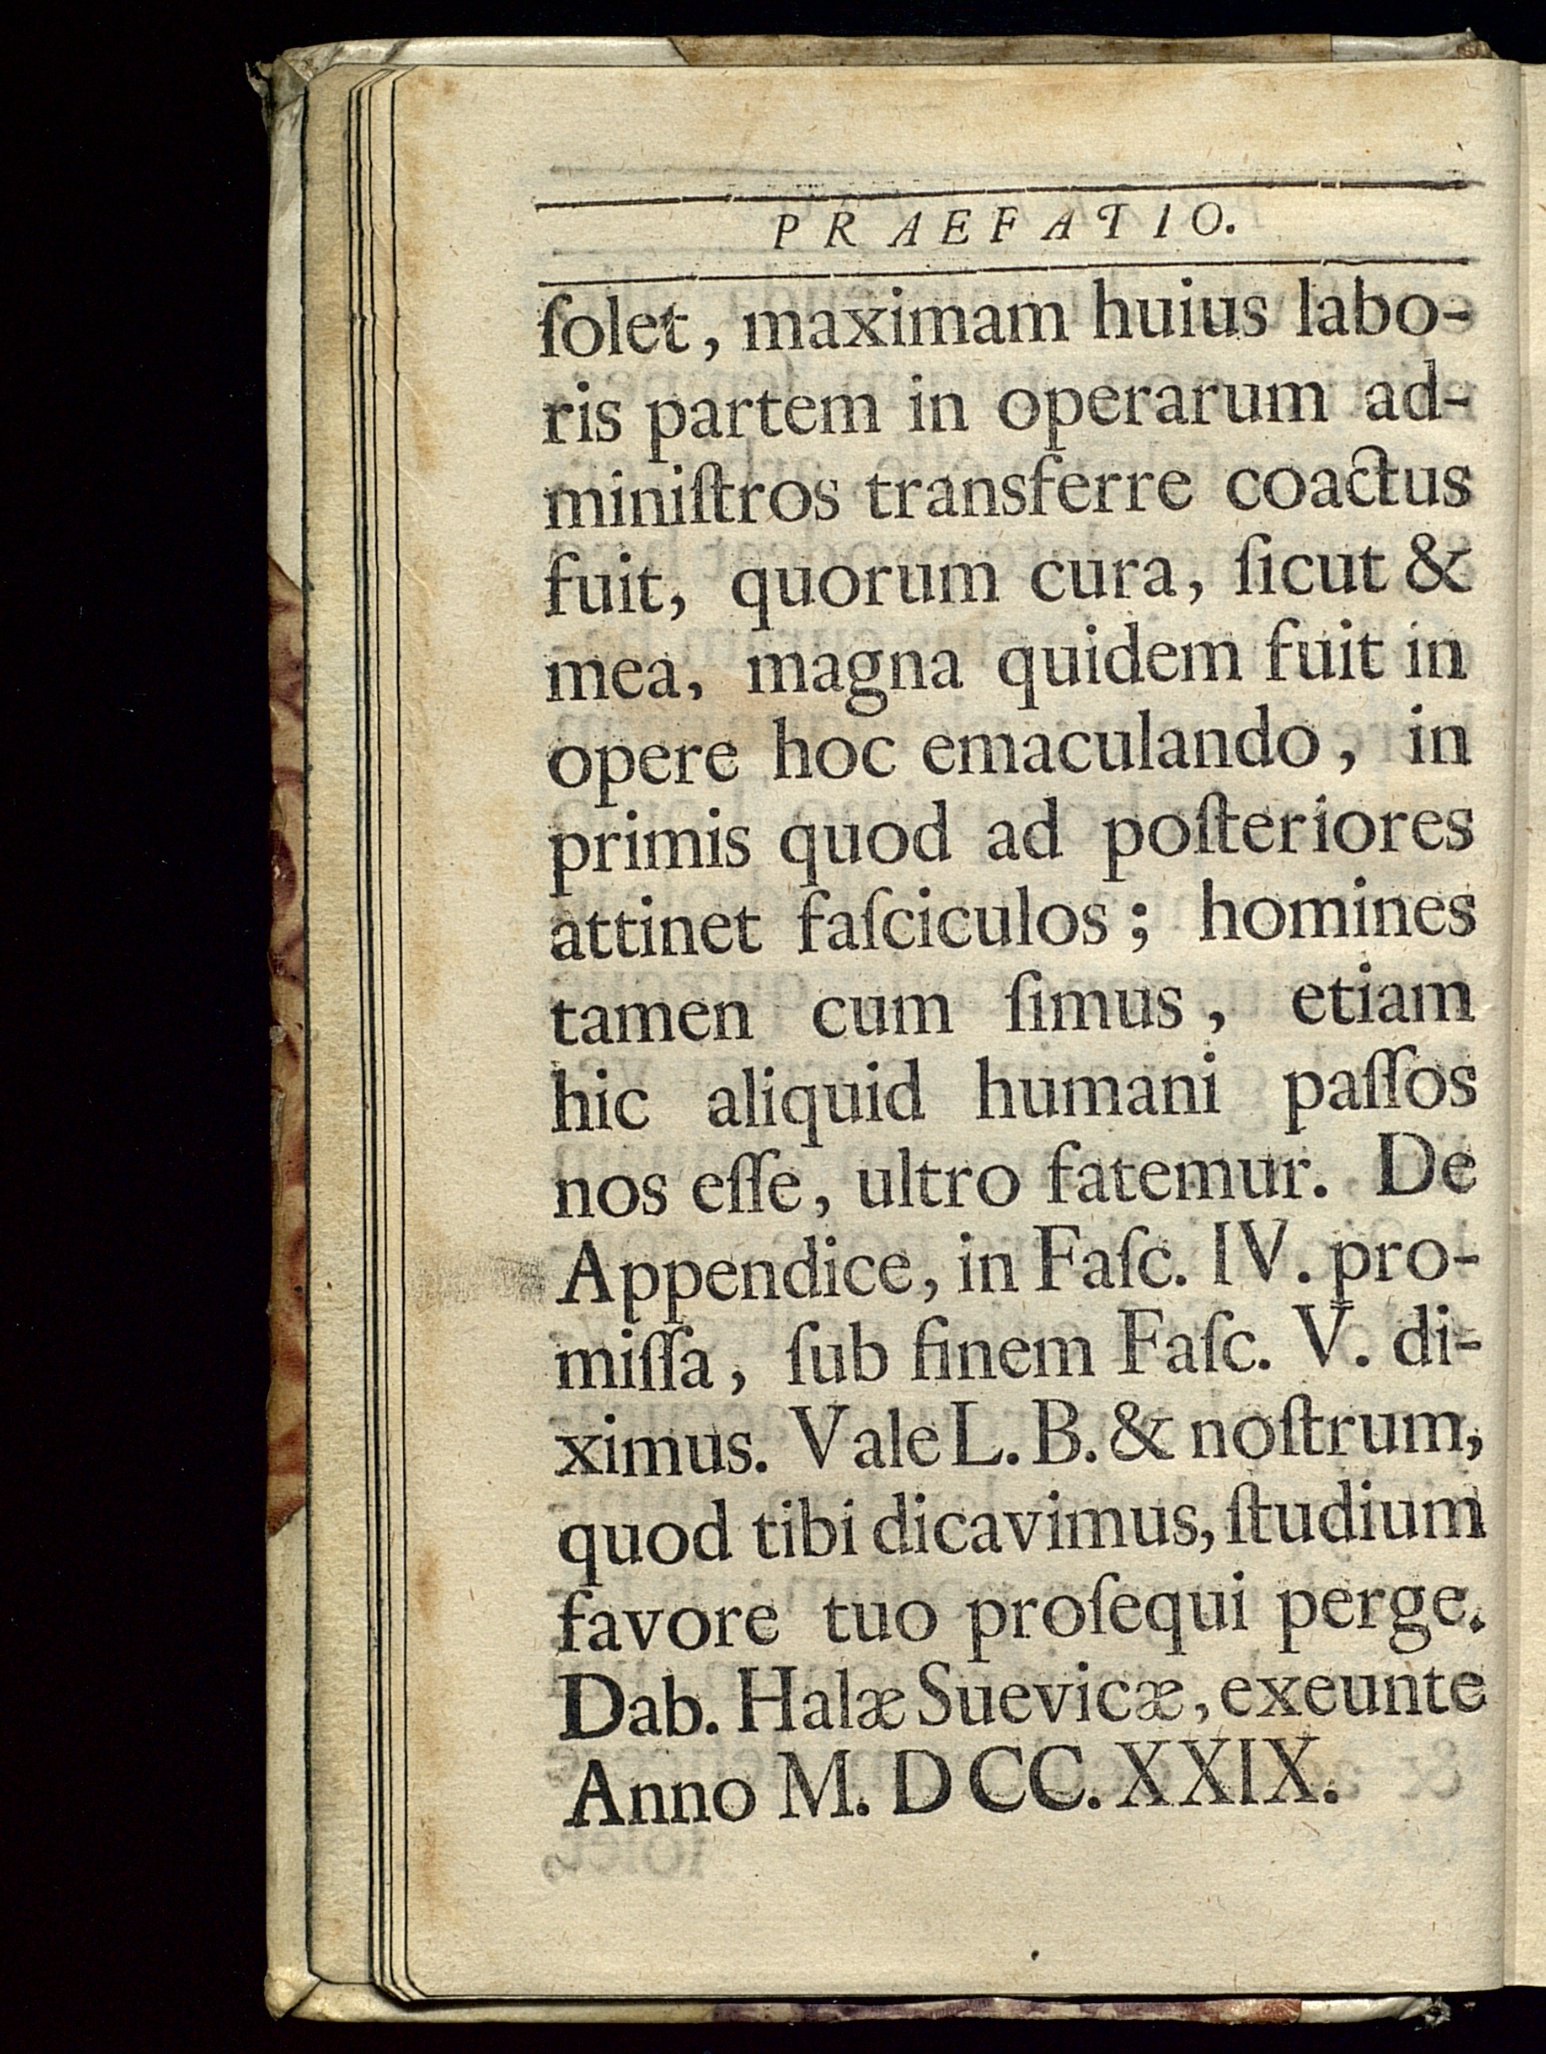 PRAEFATIO.
ſolet, maximam huius labo-
ris partem in operarum ad-
miniſtros transferre coactus
fuit, quorum cura, ſicut &
mea, magna quidem fuit in
opere hoc emaculando, in
primis quod ad poſteriores
attinet faſciculos; homines
tamen cum ſimus, etiam
hic aliquid humani paſſos
nos eſſe, ultro fatemur. De
Appendice, in Faſc. IV. pro-
miſſa, ſub finem Faſc. V. di-
ximus. Vale L. B. & noſtrum,
quod tibi dicavimus, ſtudium
favore tuo proſequi perge.
Dab. Halæ Suevicæ, exeunte
Anno M. DCC. XXIX.